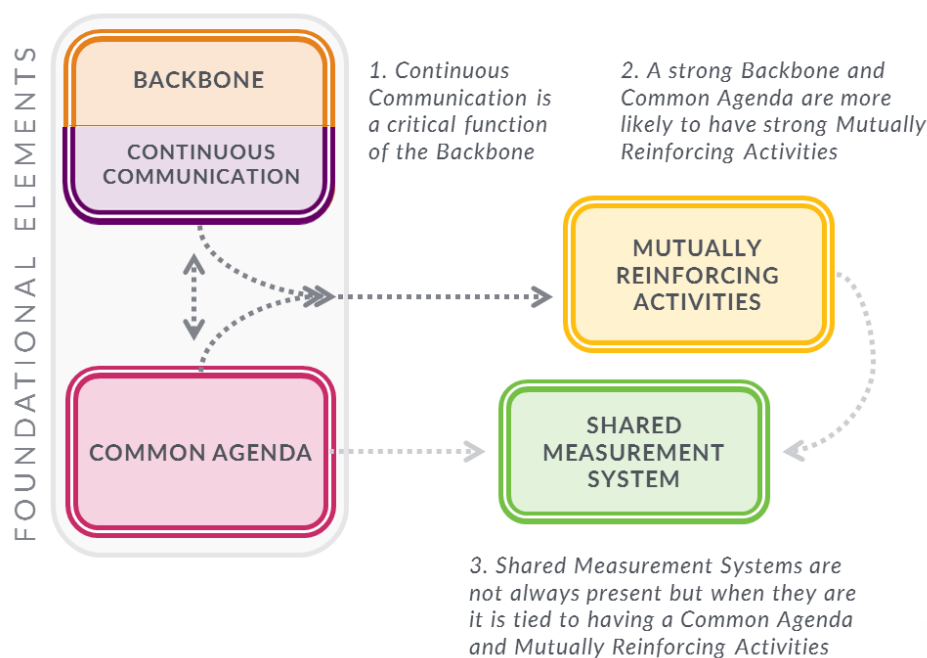 FOUNDATIONAL ELEMENTS
BACKBONE
CONTINUOUS
COMMUNICATION
1. Continuous
Communication is
a critical function
of the Backbone
2. A strong Backbone and
Common Agenda are more
likely to have strong Mutually
Reinforcing Activities
MUTUALLY
REINFORCING
ACTIVITIES
COMMON AGENDA
SHARED
MEASUREMENT
SYSTEM
3. Shared Measurement Systems are
not always present but when they are
it is tied to having a Common Agenda
and Mutually Reinforcing Activities